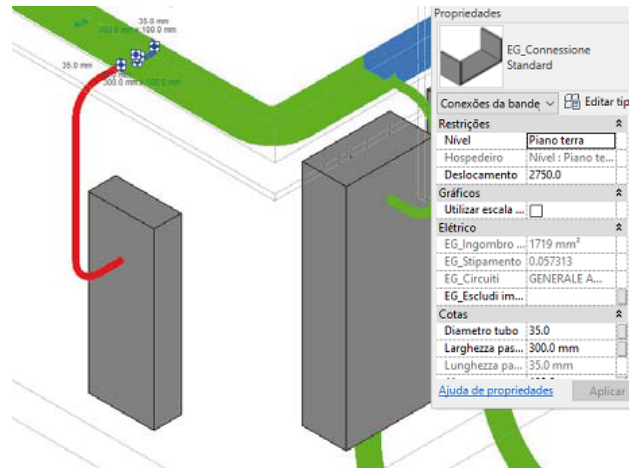 35.0 mm
300.0 mm x 100.0 mm
35.0 mm
300.0 mm x 100.0 mm
Propriedades
EG_Connessione
Standard
Conexões da bande
Editar tip
Restrições
Nível Piano terra
Hospedeiro Nível : Piano te...
Deslocamento 2750.0
Gráficos
Utilizar escala ...
Elétrico
EG_Ingombro ... 1719 mm²
EG_Stipamento 0.057313
EG_Circuiti GENERALE A...
EG_Escludi im...
Cotas
Diametro tubo 35.0
Larghezza pas... 300.0 mm
Lunghezza pa... 35.0 mm
Ajuda de propriedades
Aplicar